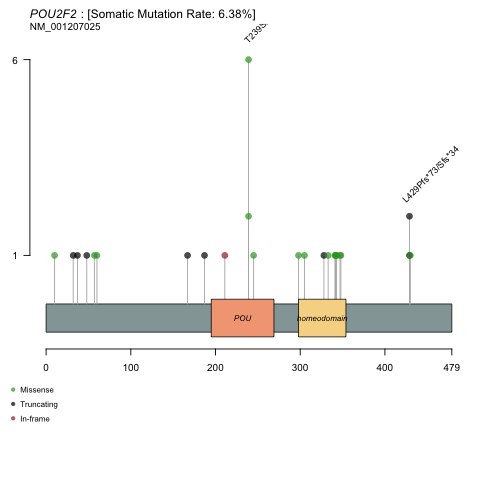 POU2F2 : [Somatic Mutation Rate: 6.38%]
NM_001207025
T239S
6
L429Pfs*73/Sfs*34
1
POU
homeodomain
0 100 200 300 400 479
Missense
Truncating
In-frame